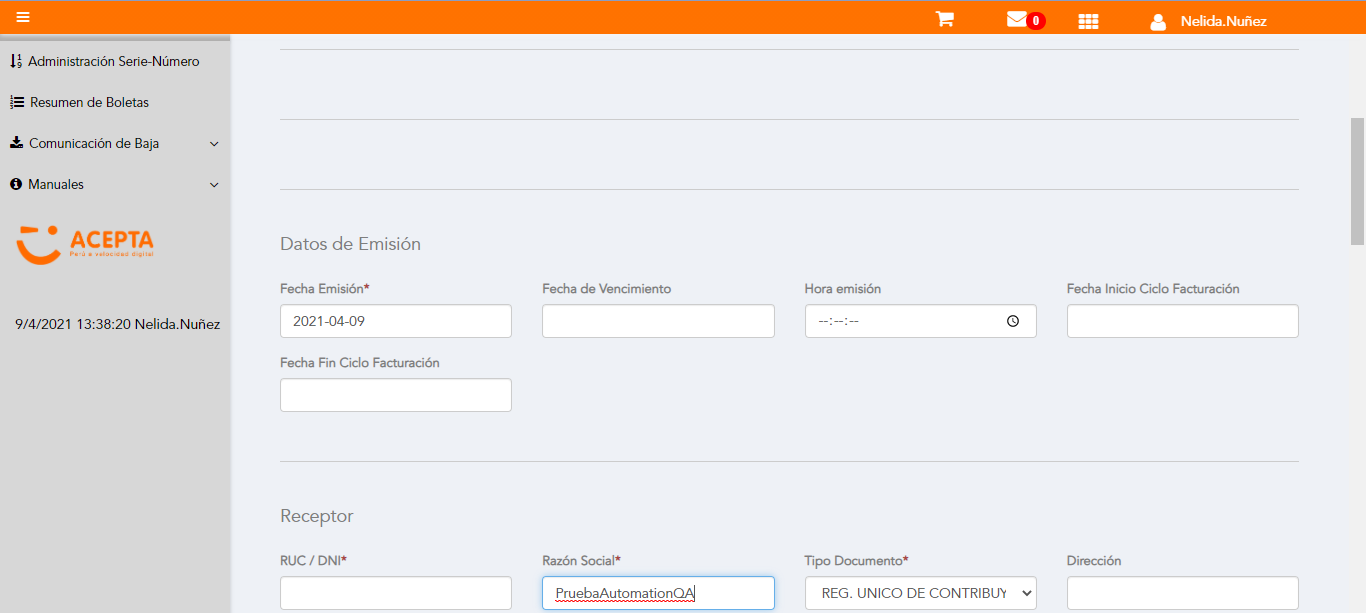 0
Nelida.Nuñez
Administración Serie-Número
Resumen de Boletas
Comunicación de Baja
Manuales
ACEPTA
Perú a velocidad digital
9/4/2021 13:38:20 Nelida.Nuñez
Datos de Emisión
Fecha Emisión* Fecha de Vencimiento Hora emisión Fecha Inicio Ciclo Facturación
2021-04-09 --:--:--
Fecha Fin Ciclo Facturación
Receptor
RUC / DNI* Razón Social* Tipo Documento* Dirección
PruebaAutomationQA REG. UNICO DE CONTRIBUY